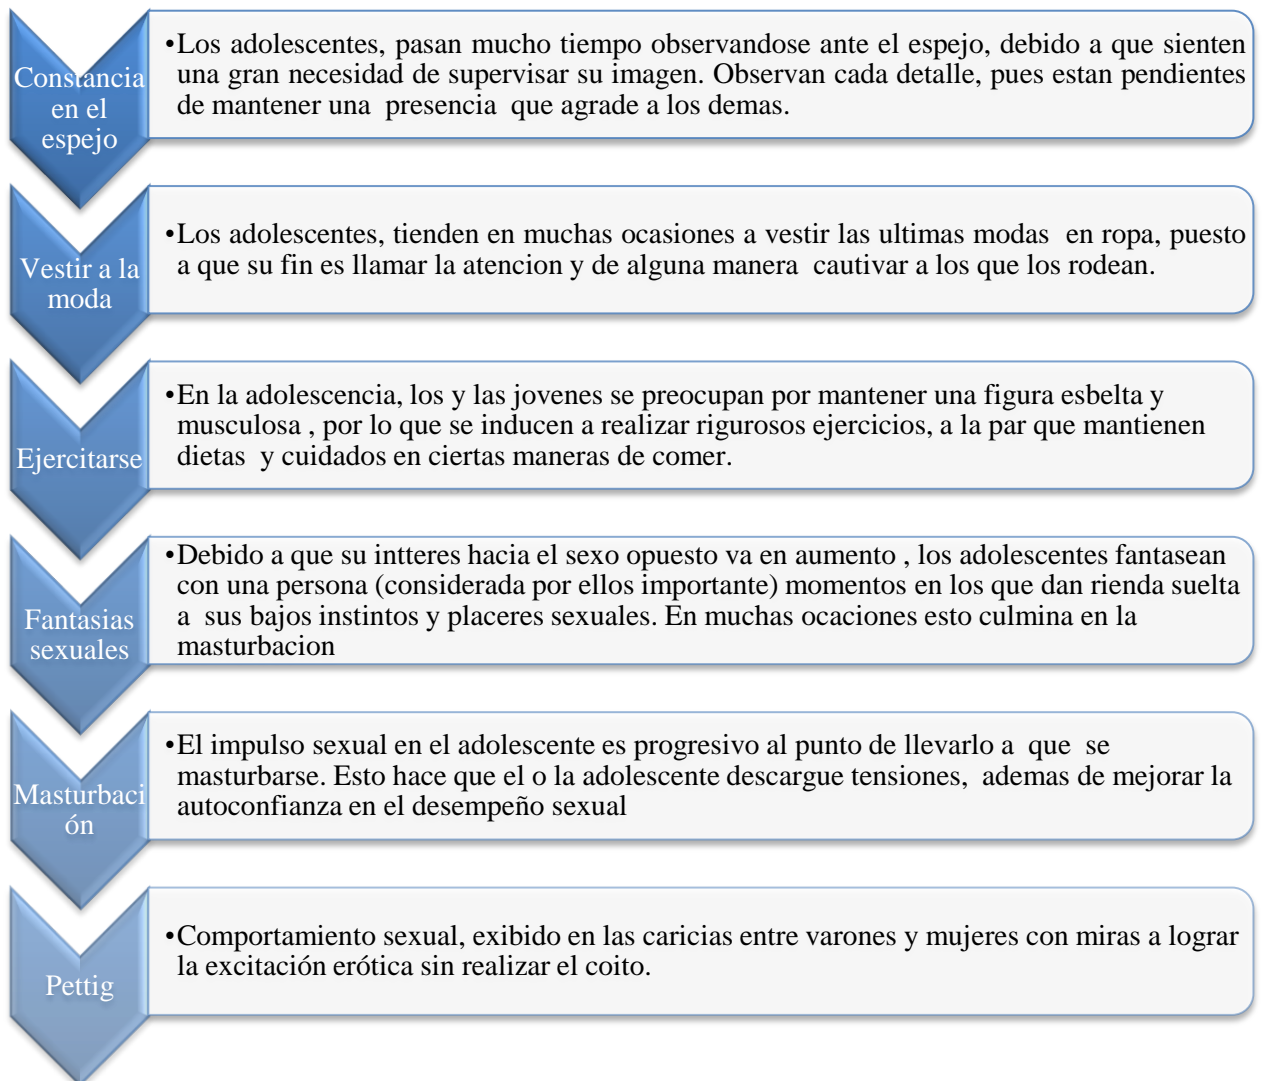 Constancia
en el
espejo
•Los adolescentes, pasan mucho tiempo observandose ante el espejo, debido a que sienten
una gran necesidad de supervisar su imagen. Observan cada detalle, pues estan pendientes
de mantener una presencia que agrade a los demas.
Vestir a la
moda
•Los adolescentes, tienden en muchas ocasiones a vestir las ultimas modas en ropa, puesto
a que su fin es llamar la atencion y de alguna manera cautivar a los que los rodean.
Ejercitarse
•En la adolescencia, los y las jovenes se preocupan por mantener una figura esbelta y
musculosa , por lo que se inducen a realizar rigurosos ejercicios, a la par que mantienen
dietas y cuidados en ciertas maneras de comer.
Fantasias
sexuales
•Debido a que su intteres hacia el sexo opuesto va en aumento , los adolescentes fantasean
con una persona (considerada por ellos importante) momentos en los que dan rienda suelta
a sus bajos instintos y placeres sexuales. En muchas ocaciones esto culmina en la
masturbacion
Masturbaci
ón
•El impulso sexual en el adolescente es progresivo al punto de llevarlo a que se
masturbarse. Esto hace que el o la adolescente descargue tensiones, ademas de mejorar la
autoconfianza en el desempeño sexual
Pettig
•Comportamiento sexual, exibido en las caricias entre varones y mujeres con miras a lograr
la excitación erótica sin realizar el coito.